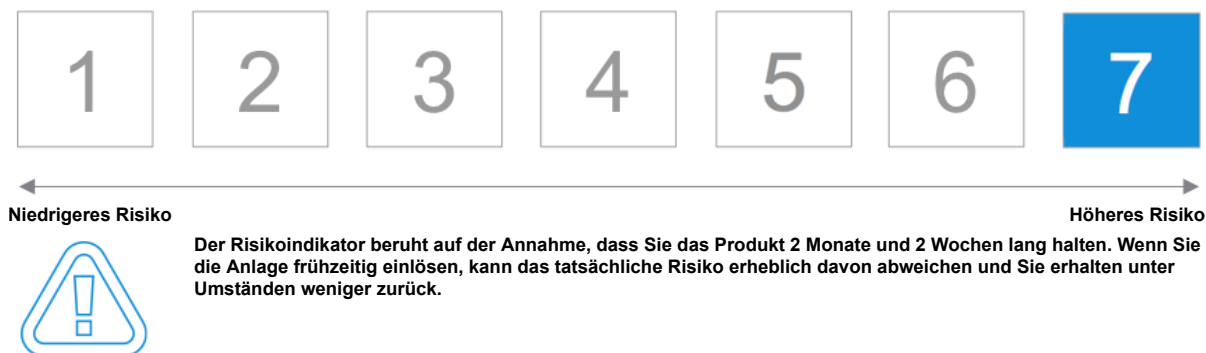 1 2 3 4 5 6 7
Niedrigeres Risiko Höheres Risiko
Der Risikoindikator beruht auf der Annahme, dass Sie das Produkt 2 Monate und 2 Wochen lang halten. Wenn Sie
die Anlage frühzeitig einlösen, kann das tatsächliche Risiko erheblich davon abweichen und Sie erhalten unter
Umständen weniger zurück.